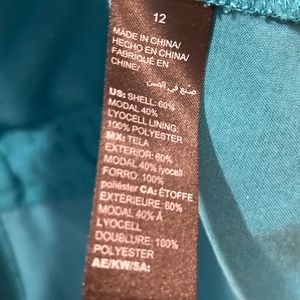 12
MADE IN CHINA/
HECHO EN CHINA/
FABRIQUÉ EN
CHINE/
صنع في الصين
US: SHELL: 60%
MODAL 40%
LYOCELL LINING:
100% POLYESTER
MX: TELA
EXTERIOR: 60%
MODAL 40% lyocell
FORRO: 100%
poliéster CA: ÉTOFFE
EXTÉRIEURE: 60%
MODAL 40% Á
LYOCELL
DOUBLURE: 100%
POLYESTER
AE/KW/SA: